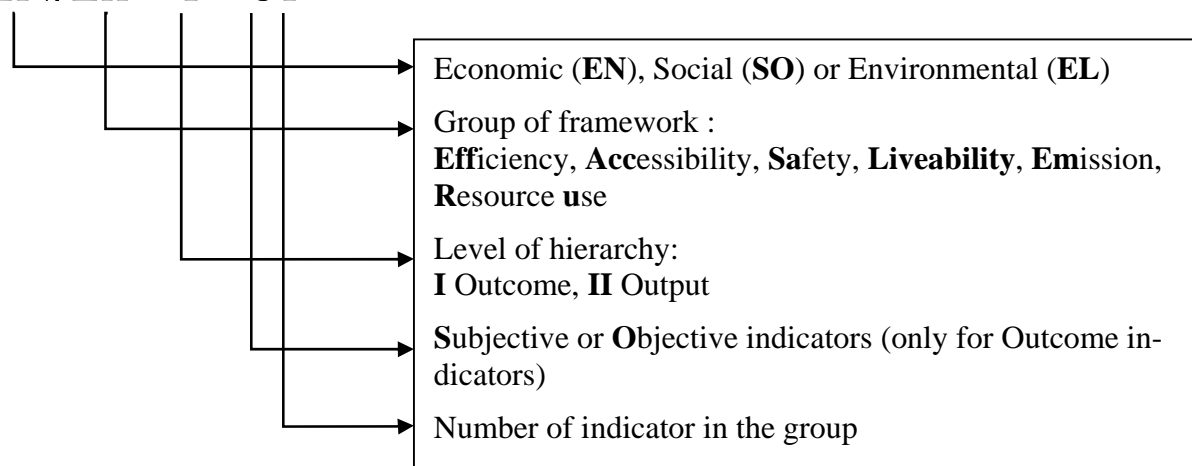 Economic (EN), Social (SO) or Environmental (EL)
Group of framework :
Efficiency, Accessibility, Safety, Liveability, Emission,
Resource use
Level of hierarchy:
I Outcome, II Output
Subjective or Objective indicators (only for Outcome in-
dicators)
Number of indicator in the group